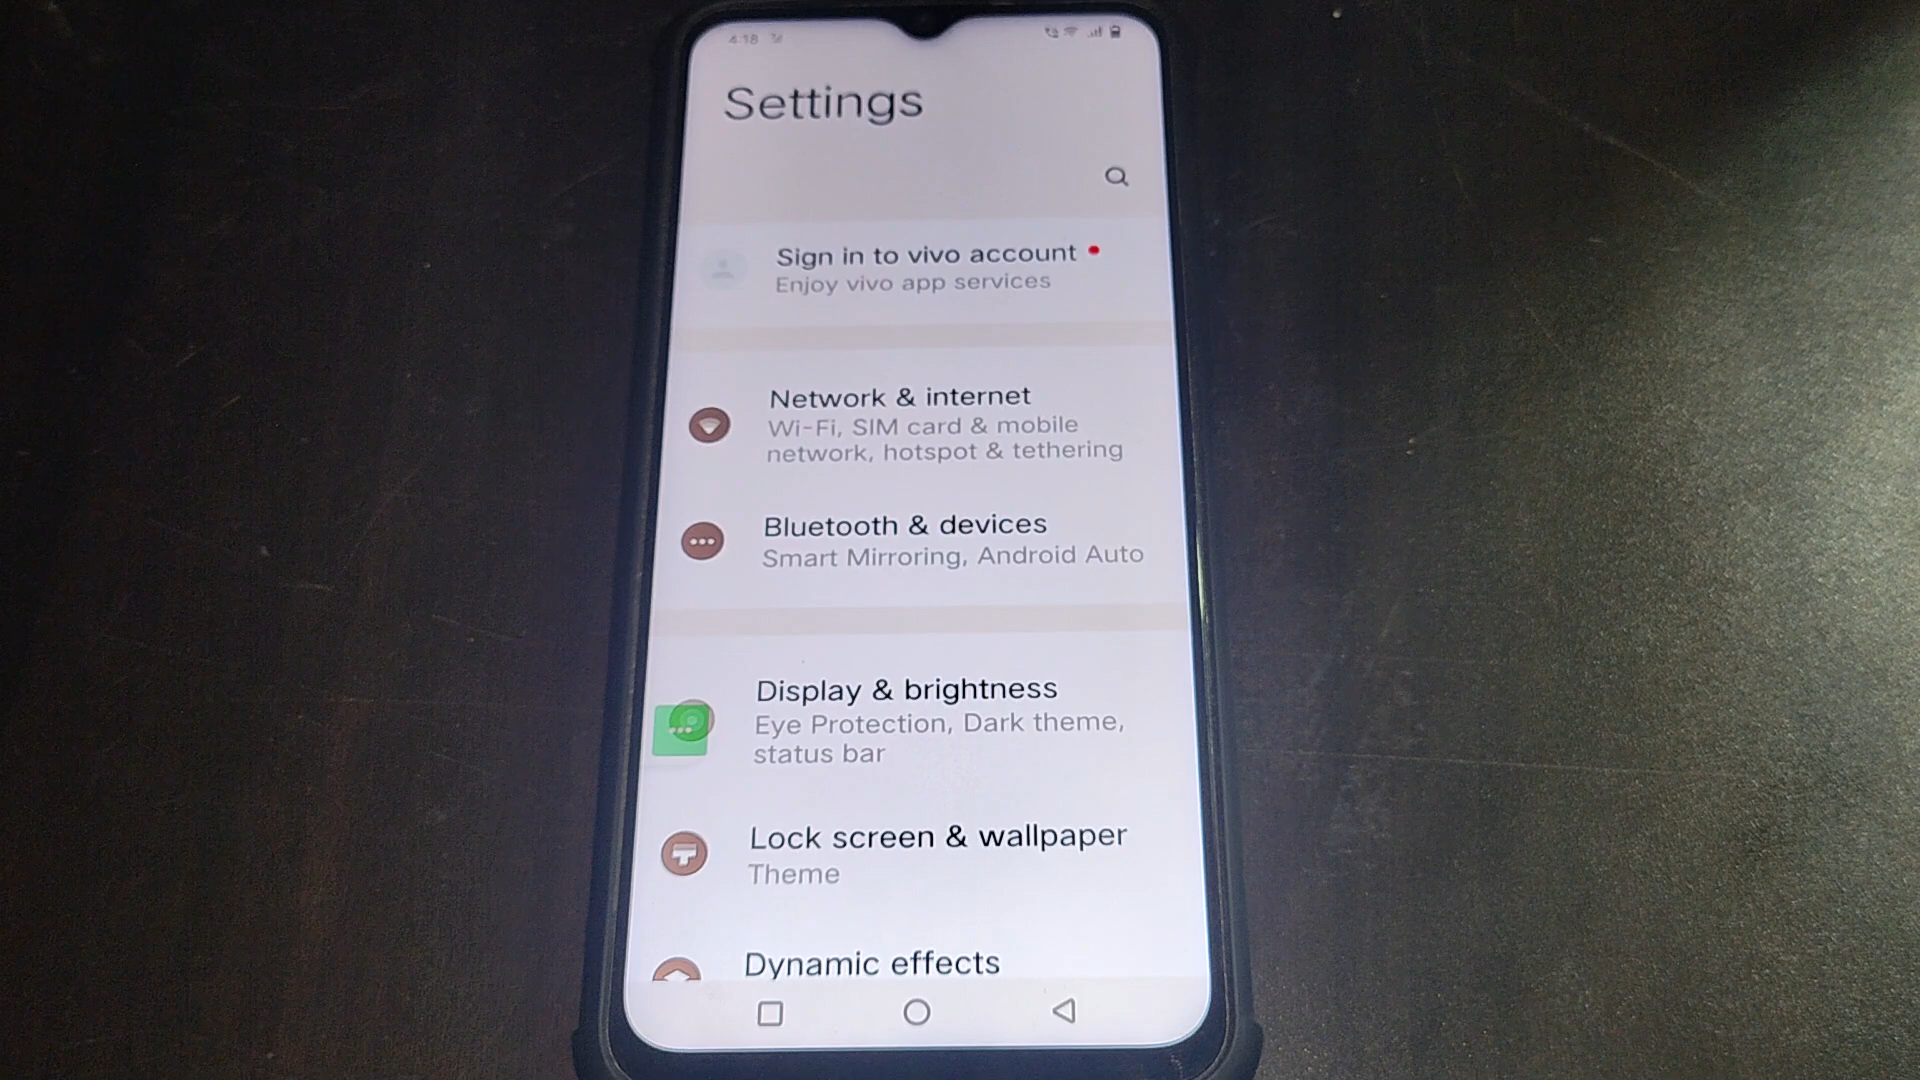 4:18
Settings
Sign in to vivo account
Enjoy vivo app services
Network & internet
Wi-Fi, SIM card & mobile
network, hotspot & tethering
Bluetooth & devices
Smart Mirroring, Android Auto
Display & brightness
Eye Protection, Dark theme,
status bar
Lock screen & wallpaper
Theme
Dynamic effects